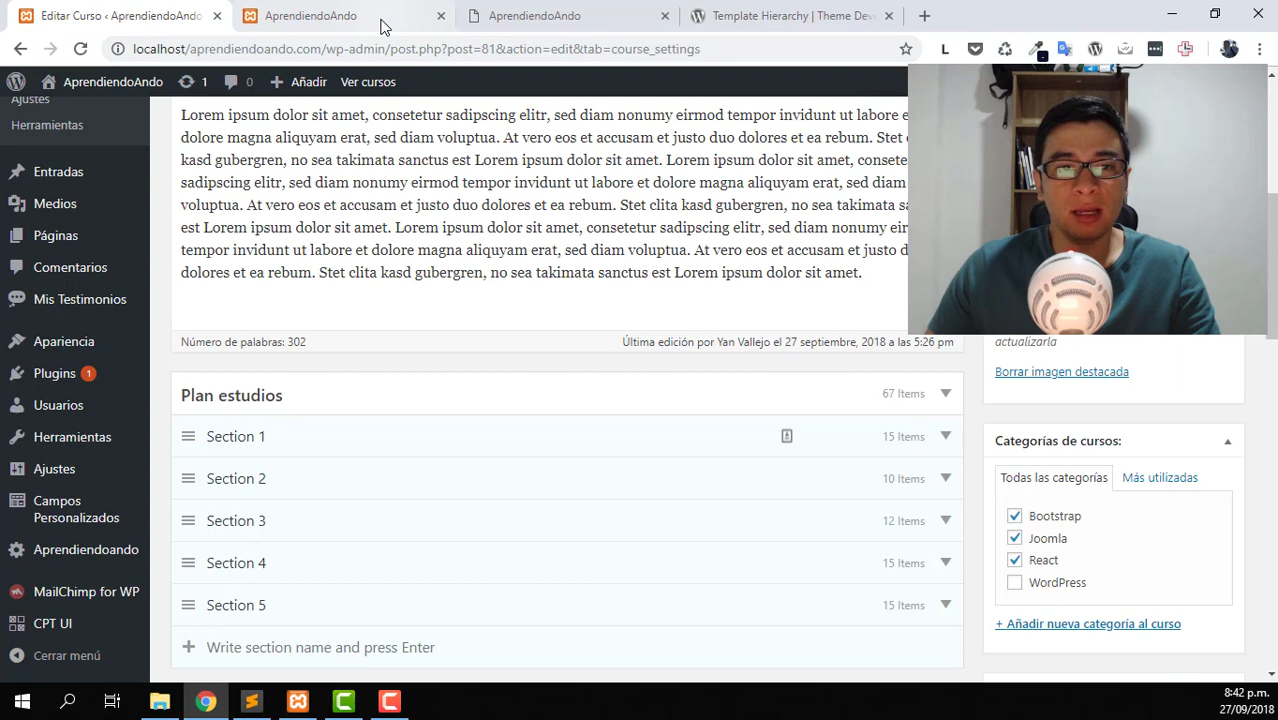 Editar Curso ‹ AprendiendoAndo
AprendiendoAndo
AprendiendoAndo
Template Hierarchy | Theme Dev
localhost/aprendiendoando.com/wp-admin/post.php?post=81&action=edit&tab=course_settings
AprendiendoAndo
1
0
Añadir
Ver cursos
Ajustes
Herramientas
Entradas
Medios
Páginas
Comentarios
Mis Testimonios
Apariencia
Plugins 1
Usuarios
Herramientas
Ajustes
Campos
Personalizados
Aprendiendoando
MailChimp for WP
CPT UI
Cerrar menú
Lorem ipsum dolor sit amet, consetetur sadipscing elitr, sed diam nonumy eirmod tempor invidunt ut labore et
dolore magna aliquyam erat, sed diam voluptua. At vero eos et accusam et justo duo dolores et ea rebum. Stet c
kasd gubergren, no sea takimata sanctus est Lorem ipsum dolor sit amet. Lorem ipsum dolor sit amet, consete
sadipscing elitr, sed diam nonumy eirmod tempor invidunt ut labore et dolore magna aliquyam erat, sed diam
voluptua. At vero eos et accusam et justo duo dolores et ea rebum. Stet clita kasd gubergren, no sea takimata s
est Lorem ipsum dolor sit amet. Lorem ipsum dolor sit amet, consetetur sadipscing elitr, sed diam nonumy eir
tempor invidunt ut labore et dolore magna aliquyam erat, sed diam voluptua. At vero eos et accusam et justo d
dolores et ea rebum. Stet clita kasd gubergren, no sea takimata sanctus est Lorem ipsum dolor sit amet.
Número de palabras: 302
Última edición por Yan Vallejo el 27 septiembre, 2018 a las 5:26 pm
Plan estudios
67 Items
Section 1
15 Items
Section 2
10 Items
Section 3
12 Items
Section 4
15 Items
Section 5
15 Items
Write section name and press Enter
actualizarla
Borrar imagen destacada
Categorías de cursos:
Todas las categorías
Más utilizadas
Bootstrap
Joomla
React
WordPress
+ Añadir nueva categoría al curso
8:42 p.m.
27/09/2018